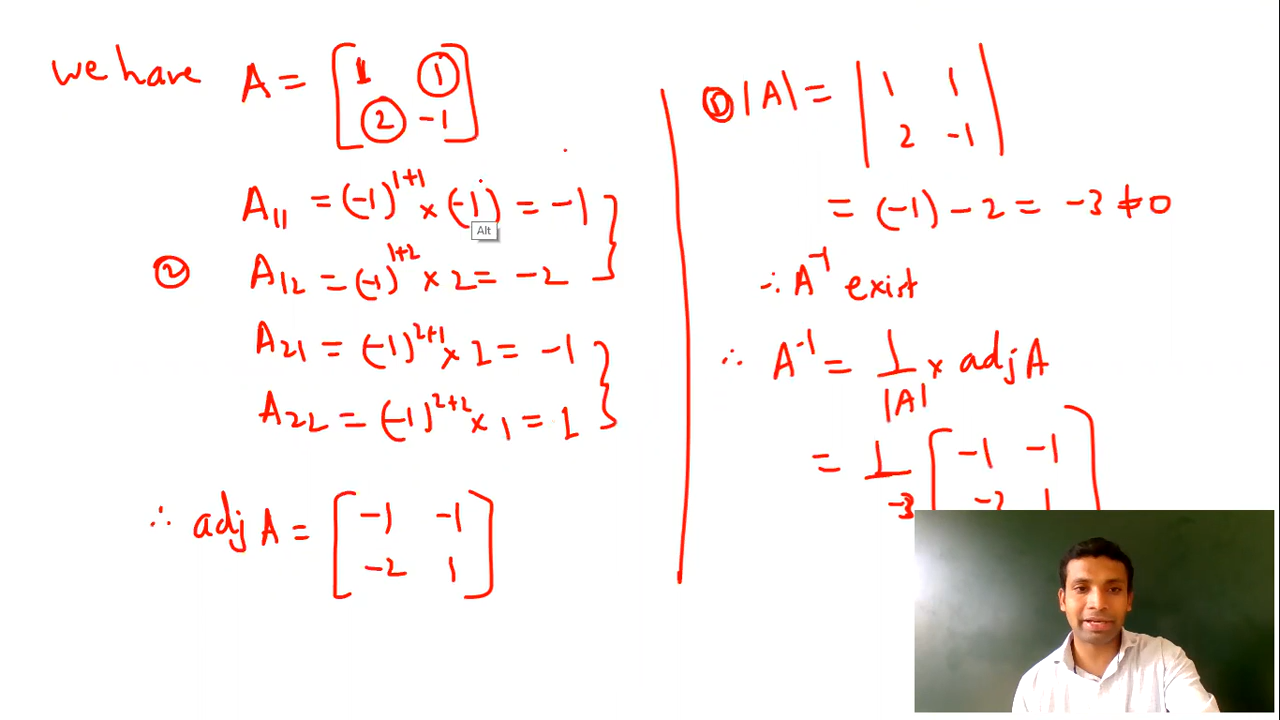 we have A = [ 1 1
2 -1 ]
A11 = (-1)^1+1 × (-1) = -1
Alt
② A12 = (-1)^1+2 × 2 = -2
A21 = (-1)^2+1 × 1 = -1
A22 = (-1)^2+2 × 1 = 1
∴ adj A = [ -1 -1
-2 1 ]
① |A| = | 1 1
2 -1 |
= (-1) - 2 = -3 ≠ 0
∴ A^-1 exist
∴ A^-1 = 1/|A| × adj A
= 1/-3 [ -1 -1
-2 1